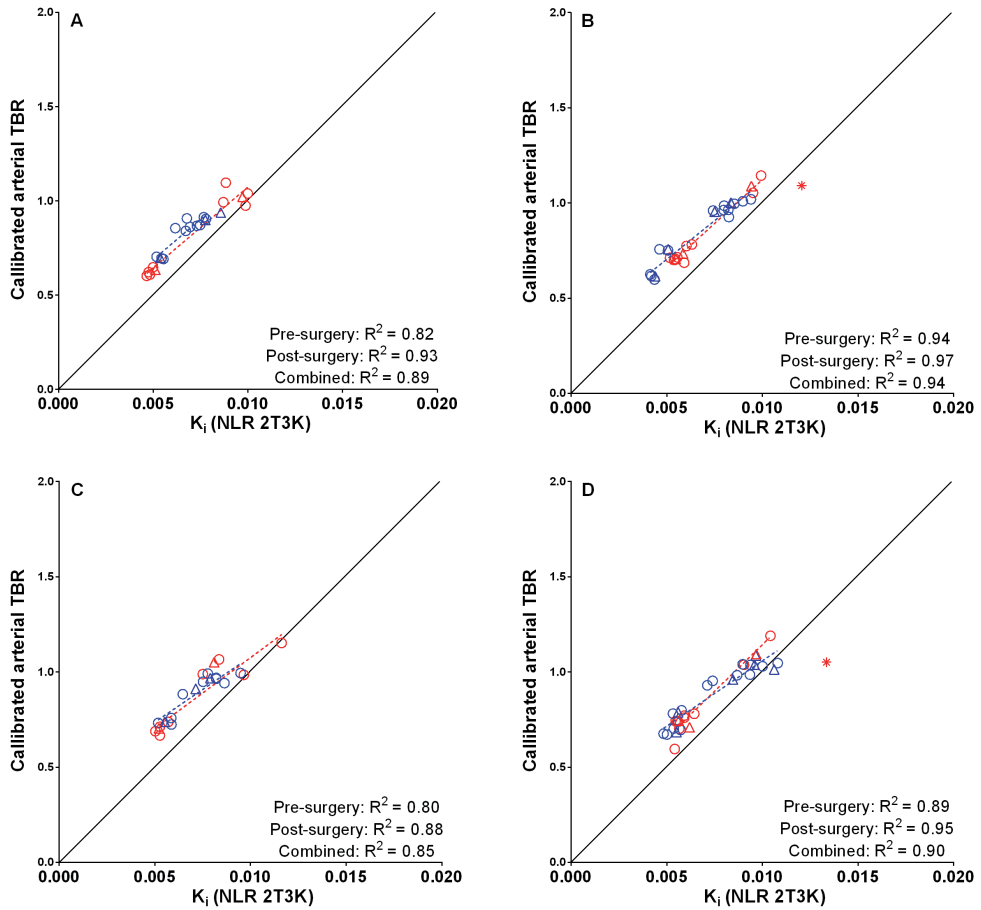 A
2.0
1.5
1.0
0.5
0.0
Callibrated arterial TBR
Pre-surgery: R² = 0.82
Post-surgery: R² = 0.93
Combined: R² = 0.89
0.000 0.005 0.010 0.015 0.020
Kᵢ (NLR 2T3K)
B
2.0
1.5
1.0
0.5
0.0
Callibrated arterial TBR
Pre-surgery: R² = 0.94
Post-surgery: R² = 0.97
Combined: R² = 0.94
0.000 0.005 0.010 0.015 0.020
Kᵢ (NLR 2T3K)
C
2.0
1.5
1.0
0.5
0.0
Callibrated arterial TBR
Pre-surgery: R² = 0.80
Post-surgery: R² = 0.88
Combined: R² = 0.85
0.000 0.005 0.010 0.015 0.020
Kᵢ (NLR 2T3K)
D
2.0
1.5
1.0
0.5
0.0
Callibrated arterial TBR
Pre-surgery: R² = 0.89
Post-surgery: R² = 0.95
Combined: R² = 0.90
0.000 0.005 0.010 0.015 0.020
Kᵢ (NLR 2T3K)